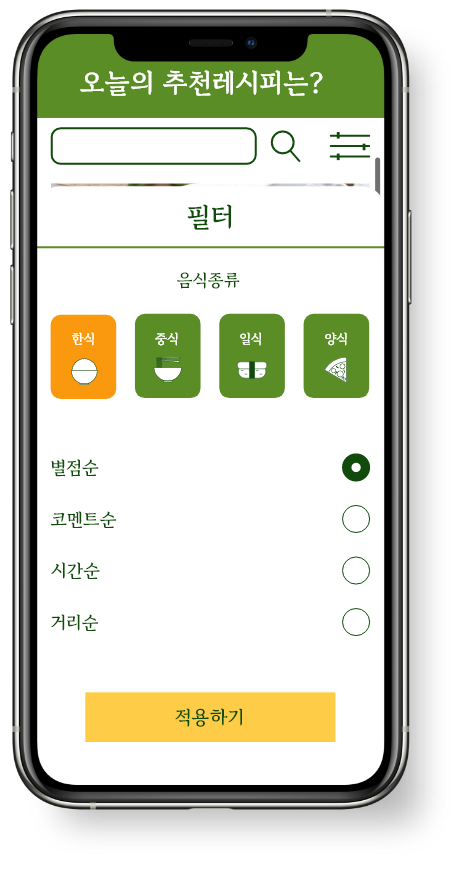 오늘의 추천레시피는?
필터
음식종류
한식 중식 일식 양식
별점순
코멘트순
시간순
거리순
적용하기